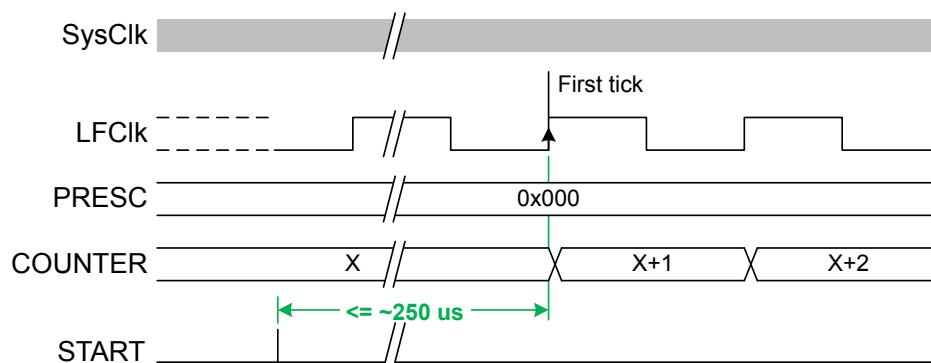 SysClk
First tick
LFClk
PRESC
0x000
COUNTER
X
X+1
X+2
<= ~250 us
START